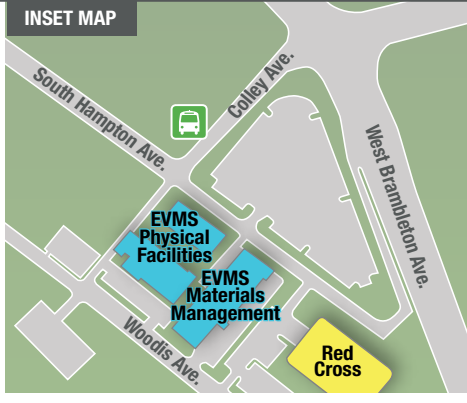 INSET MAP
South Hampton Ave.
Colley Ave.
West Brambleton Ave.
EVMS
Physical
Facilities
EVMS
Materials
Management
Woodis Ave.
Red
Cross